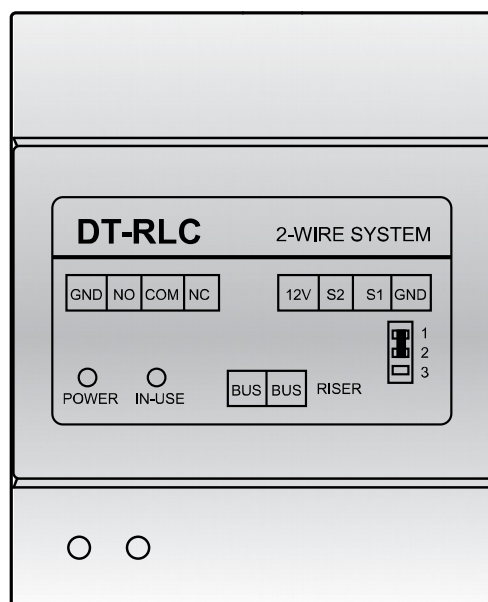 DT-RLC 2-WIRE SYSTEM
GND NO COM NC 12V S2 S1 GND
1
2
3
POWER IN-USE BUS BUS RISER